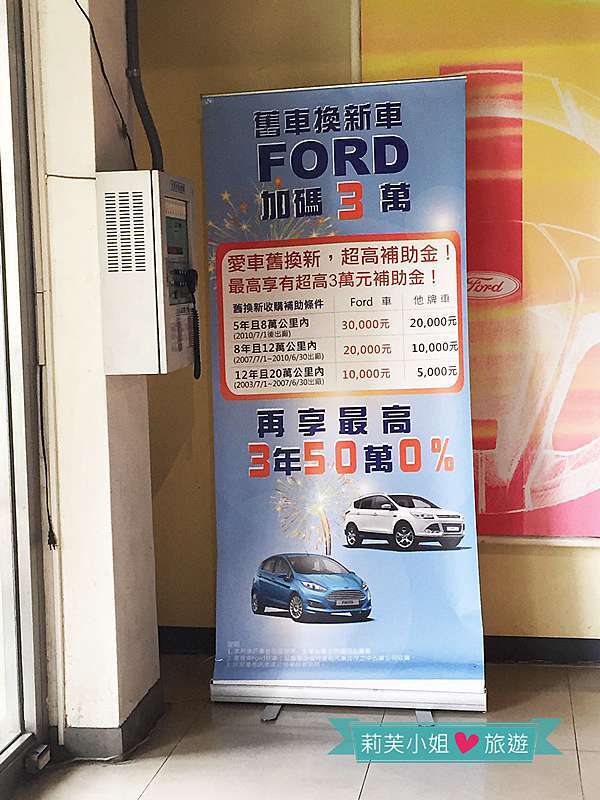 舊車換新車
FORD
加碼 3 萬
愛車舊換新，超高補助金！
最高享有超高3萬元補助金！
舊換新收購補助條件 Ford 車 他牌車
5年且8萬公里內 30,000元 20,000元
(2010/7/1後出廠)
8年且12萬公里內 20,000元 10,000元
(2007/7/1~2010/6/30出廠)
12年且20萬公里內 10,000元 5,000元
(2003/7/1~2007/6/30出廠)
再享最高
3年50萬0%
Ford
莉芙小姐 旅遊